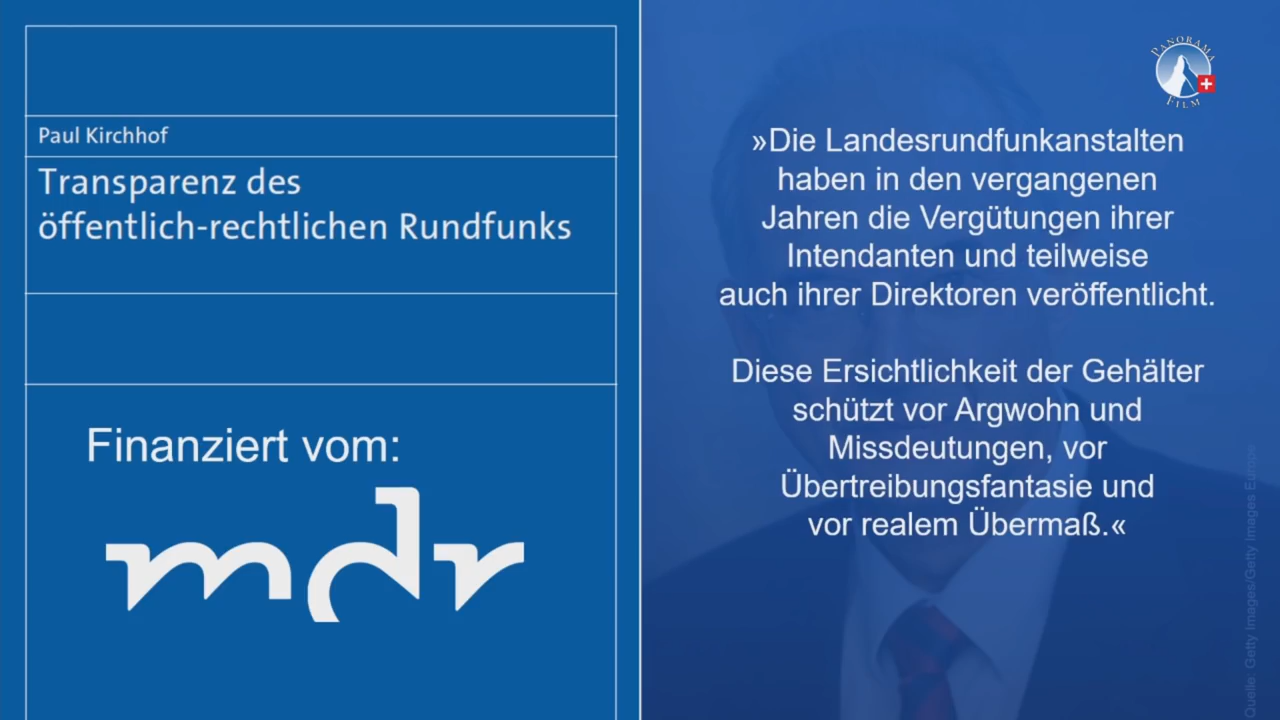 Paul Kirchhof
Transparenz des
öffentlich-rechtlichen Rundfunks
Finanziert vom:
mdr
PANORAMA
FILM
»Die Landesrundfunkanstalten
haben in den vergangenen
Jahren die Vergütungen ihrer
Intendanten und teilweise
auch ihrer Direktoren veröffentlicht.
Diese Ersichtlichkeit der Gehälter
schützt vor Argwohn und
Missdeutungen, vor
Übertreibungsfantasie und
vor realem Übermaß.«
Quelle: Getty Images/Getty Images Europe